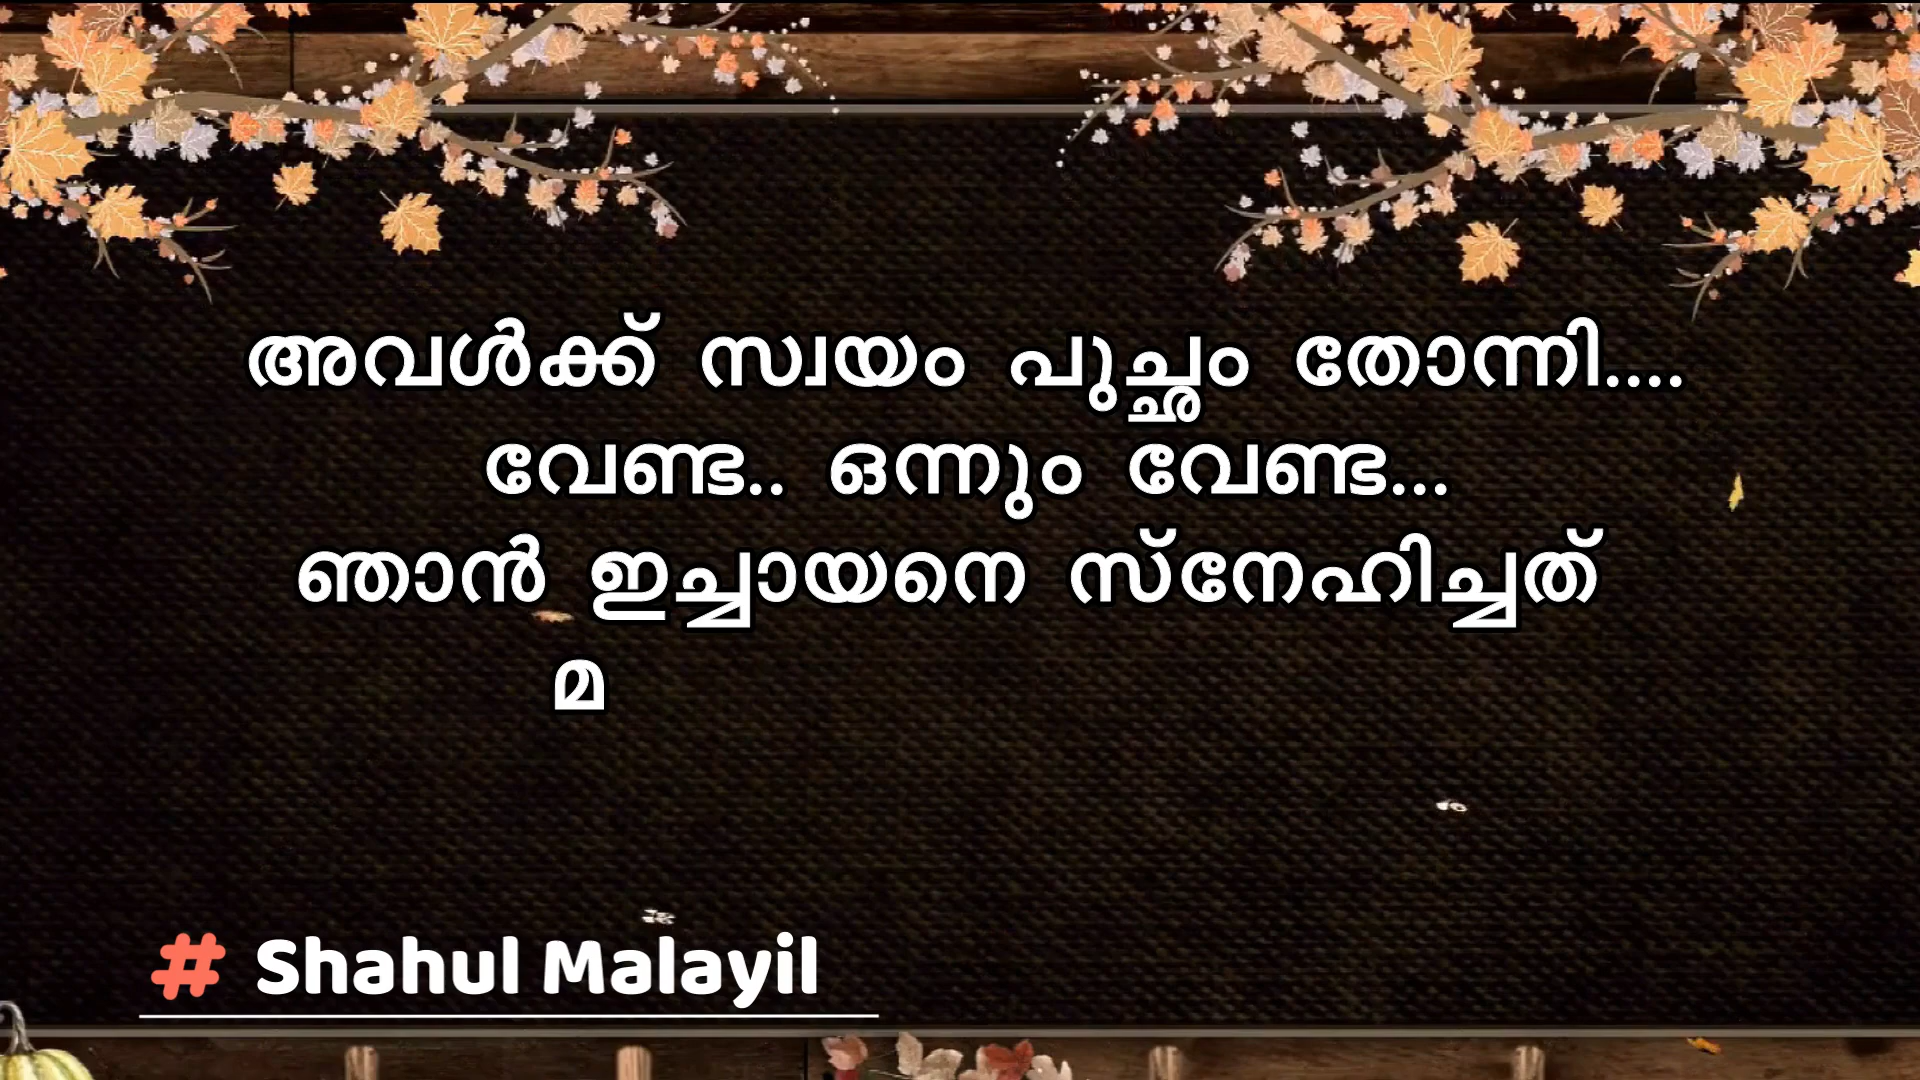 അവൾക്ക് സ്വയം പുച്ഛം തോന്നി....
വേണ്ട.. ഒന്നും വേണ്ട...
ഞാൻ ഇച്ചായനെ സ്നേഹിച്ചത്
മ
# Shahul Malayil